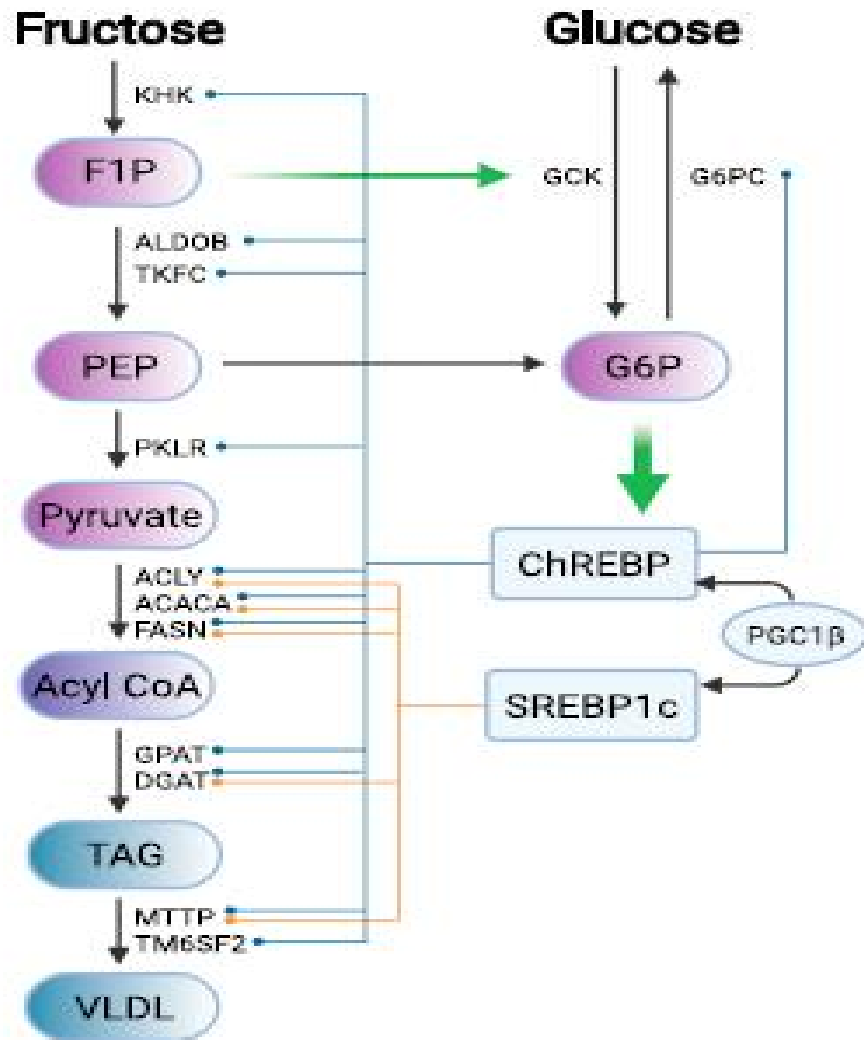 Fructose
Glucose
KHK
F1P
GCK
G6PC
ALDOB
TKFC
PEP
G6P
PKLR
Pyruvate
ChREBP
ACLY
ACACA
FASN
PGC1β
Acyl CoA
SREBP1c
GPAT
DGAT
TAG
MTTP
TM6SF2
VLDL